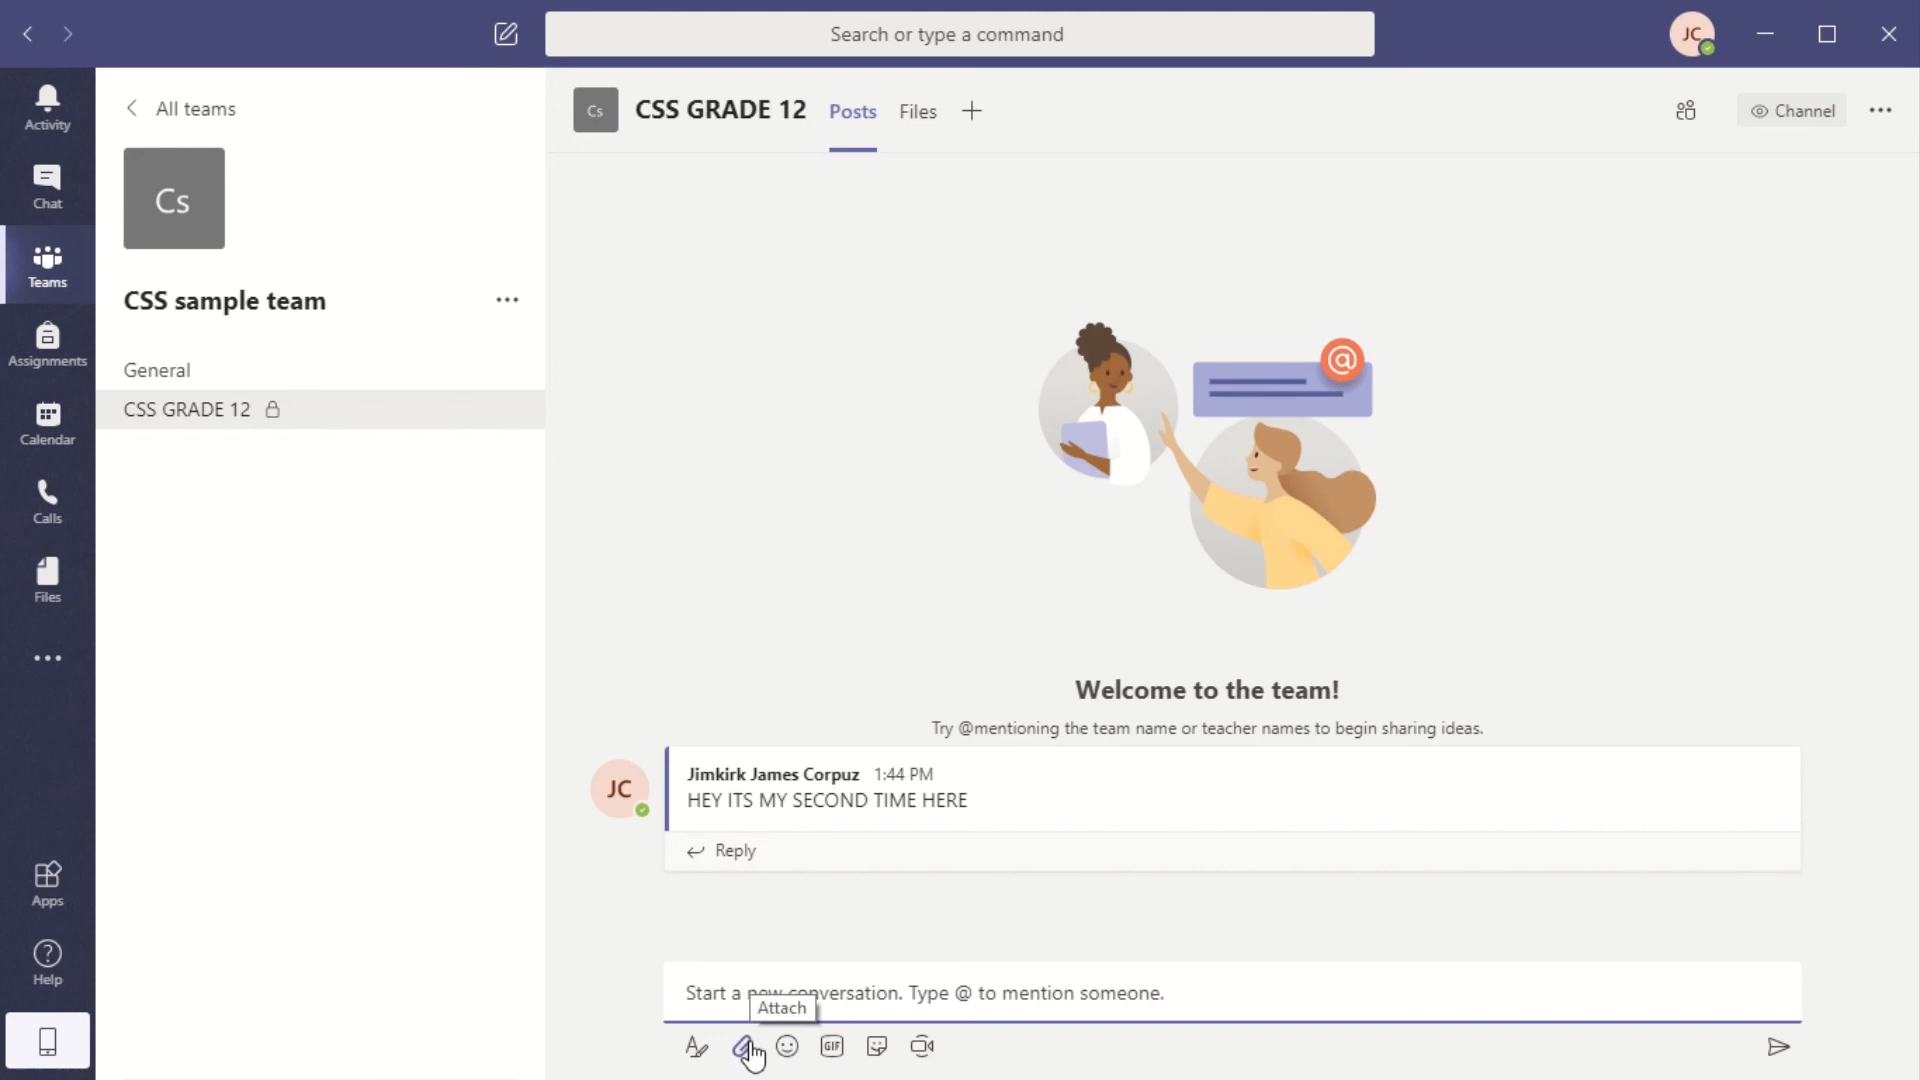 Search or type a command
JC
Activity
Chat
Teams
Assignments
Calendar
Calls
Files
Apps
Help
All teams
Cs
CSS sample team
General
CSS GRADE 12
Cs
CSS GRADE 12
Posts
Files
Channel
@
Welcome to the team!
Try @mentioning the team name or teacher names to begin sharing ideas.
JC
Jimkirk James Corpuz 1:44 PM
HEY ITS MY SECOND TIME HERE
Reply
Start a new conversation. Type @ to mention someone.
Attach
GIF